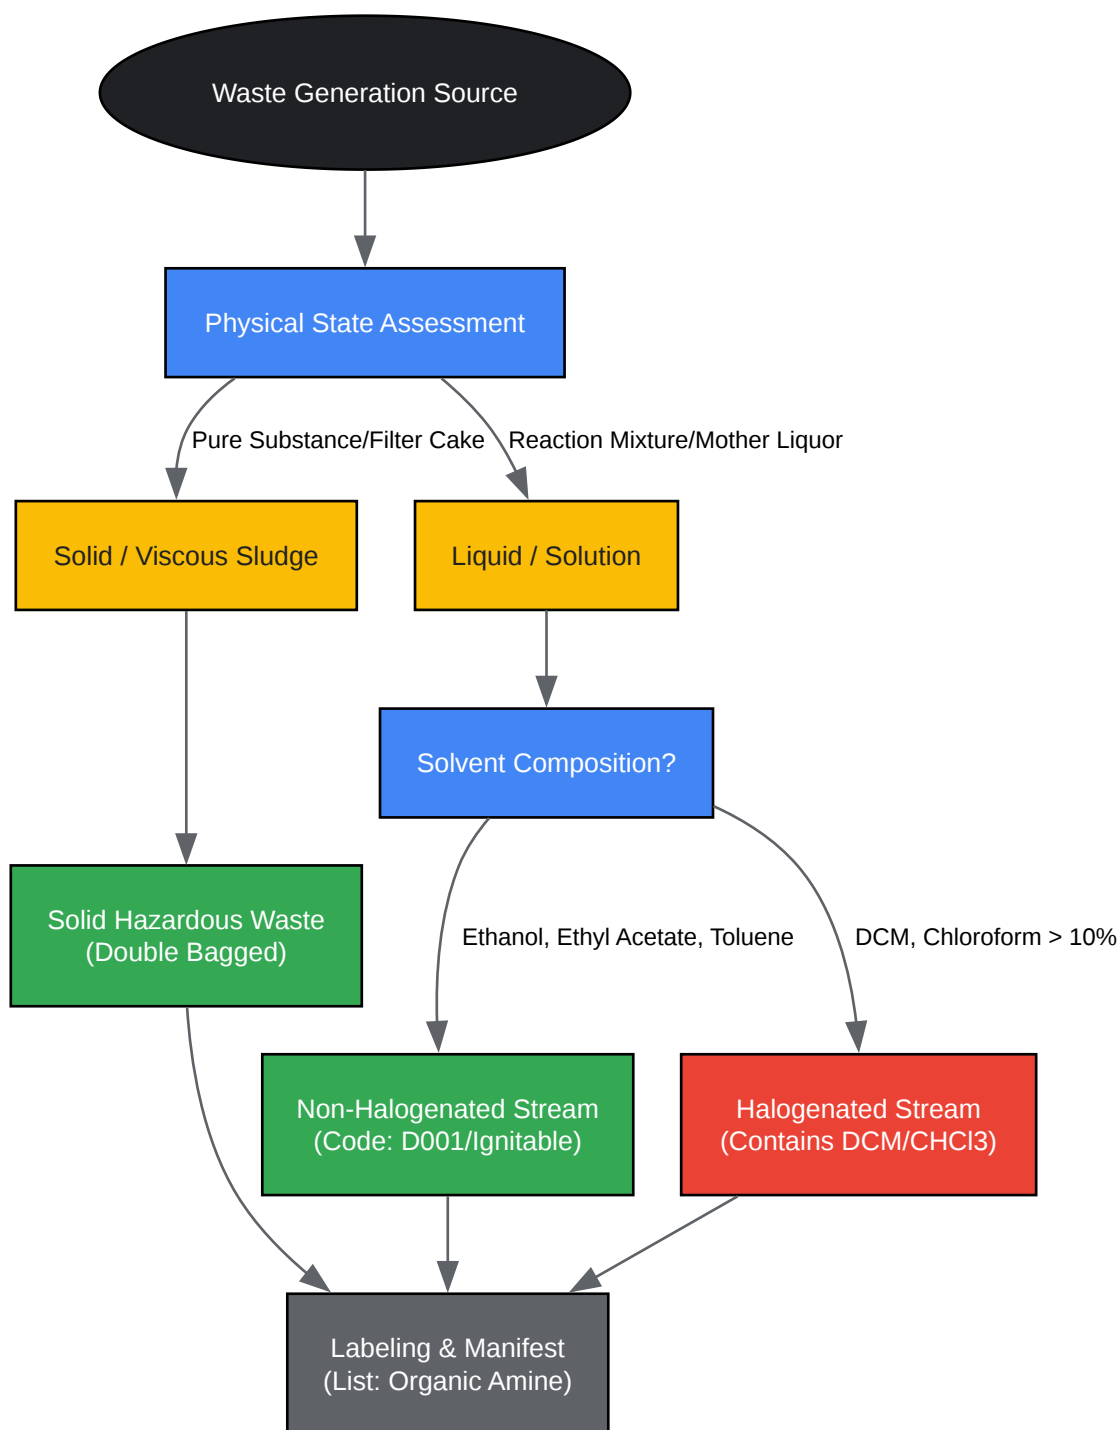 Waste Generation Source
Physical State Assessment
Pure Substance/Filter Cake
Reaction Mixture/Mother Liquor
Solid / Viscous Sludge
Liquid / Solution
Solvent Composition?
Solid Hazardous Waste
(Double Bagged)
Ethanol, Ethyl Acetate, Toluene
DCM, Chloroform > 10%
Non-Halogenated Stream
(Code: D001/Ignitable)
Halogenated Stream
(Contains DCM/CHCl3)
Labeling & Manifest
(List: Organic Amine)